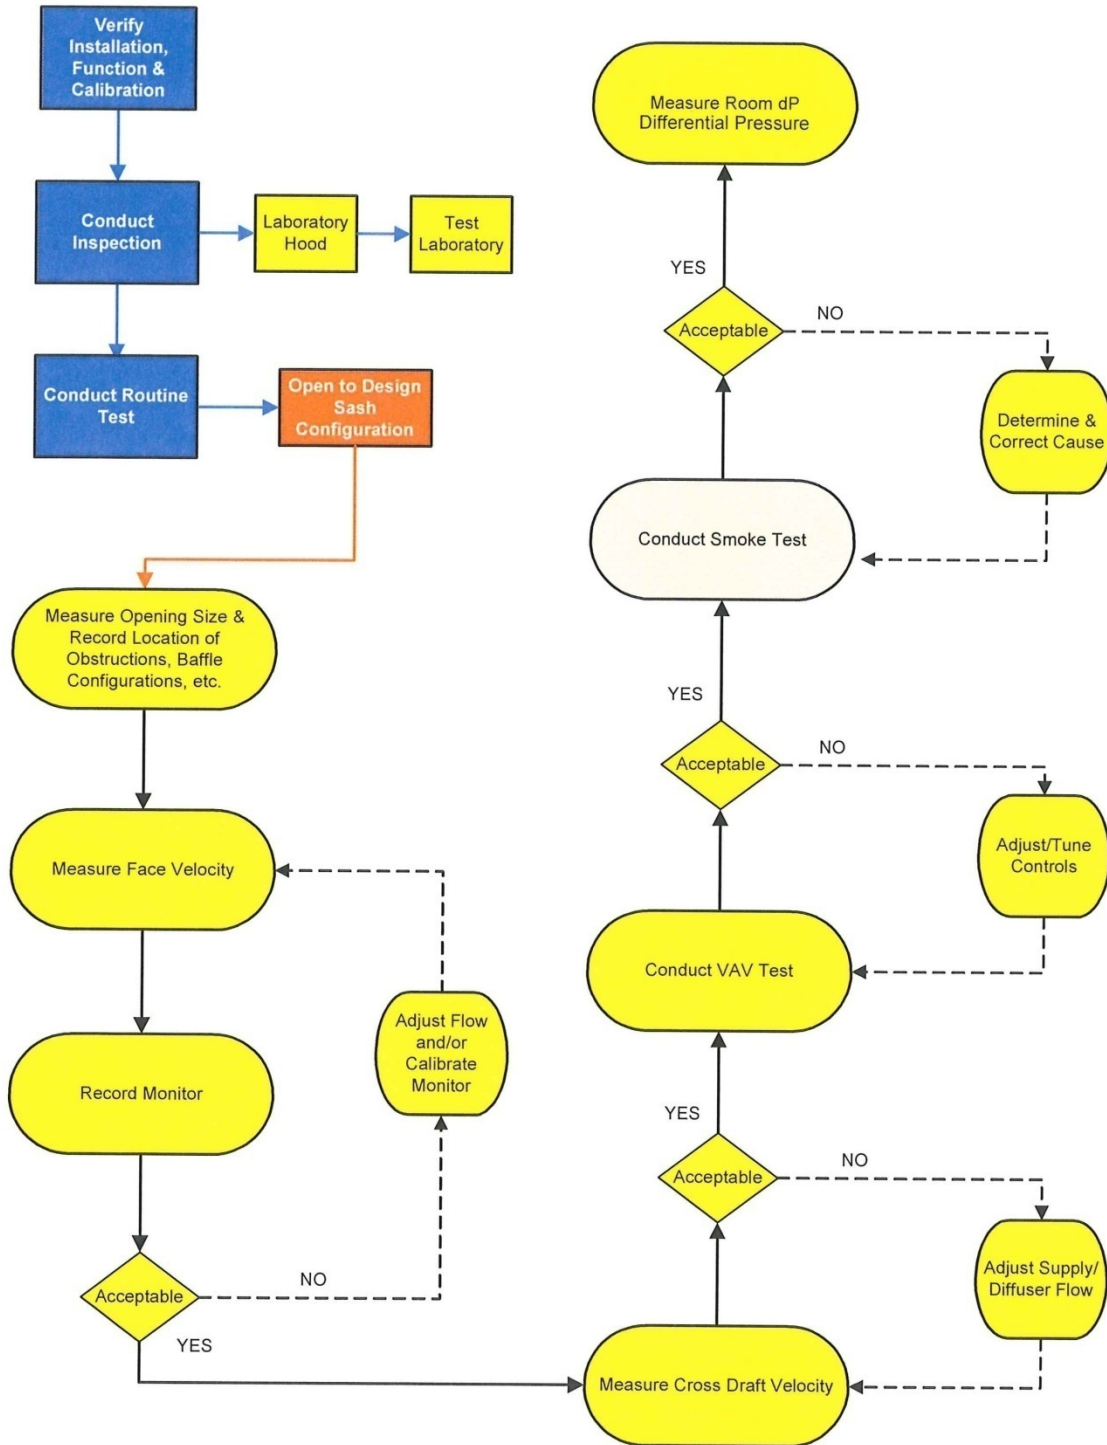 Verify
Installation,
Function &
Calibration
Conduct
Inspection
Laboratory
Hood
Test
Laboratory
Conduct Routine
Test
Open to Design
Sash
Configuration
Measure Opening Size &
Record Location of
Obstructions, Baffle
Configurations, etc.
Measure Face Velocity
Record Monitor
Adjust Flow
and/or
Calibrate
Monitor
Acceptable
NO
YES
Measure Cross Draft Velocity
Adjust Supply/
Diffuser Flow
Acceptable
NO
YES
Conduct VAV Test
Adjust/Tune
Controls
Acceptable
NO
YES
Conduct Smoke Test
Determine &
Correct Cause
Acceptable
NO
YES
Measure Room dP
Differential Pressure